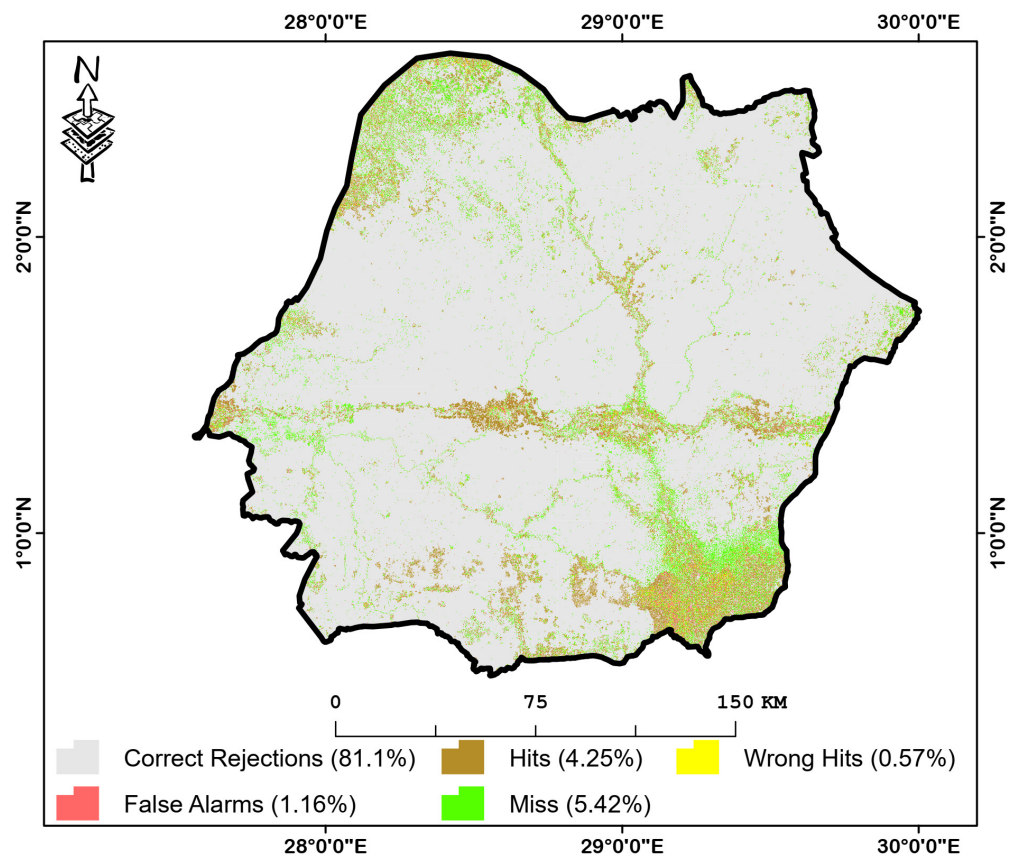 28°0'0"E 29°0'0"E 30°0'0"E
N
2°0'0"N 2°0'0"N
1°0'0"N 1°0'0"N
0 75 150 KM
Correct Rejections (81.1%) Hits (4.25%) Wrong Hits (0.57%)
False Alarms (1.16%) Miss (5.42%)
28°0'0"E 29°0'0"E 30°0'0"E